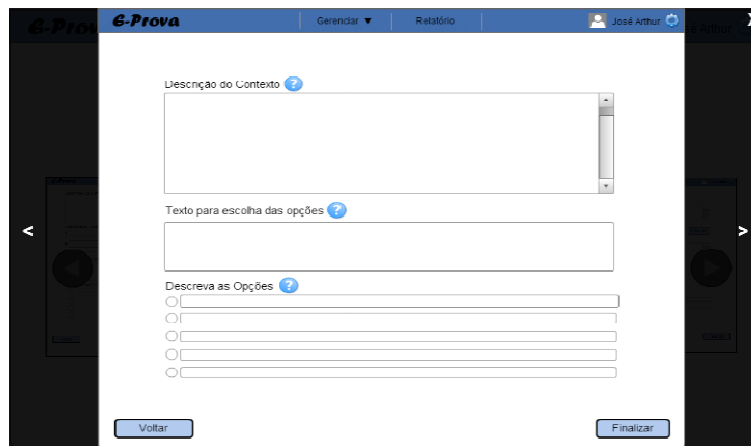 e-Prova
Gerenciar ▼
Relatório
José Arthur
Descrição do Contexto ?
Texto para escolha das opções ?
Descreva as Opções ?
Voltar
Finalizar
<
>